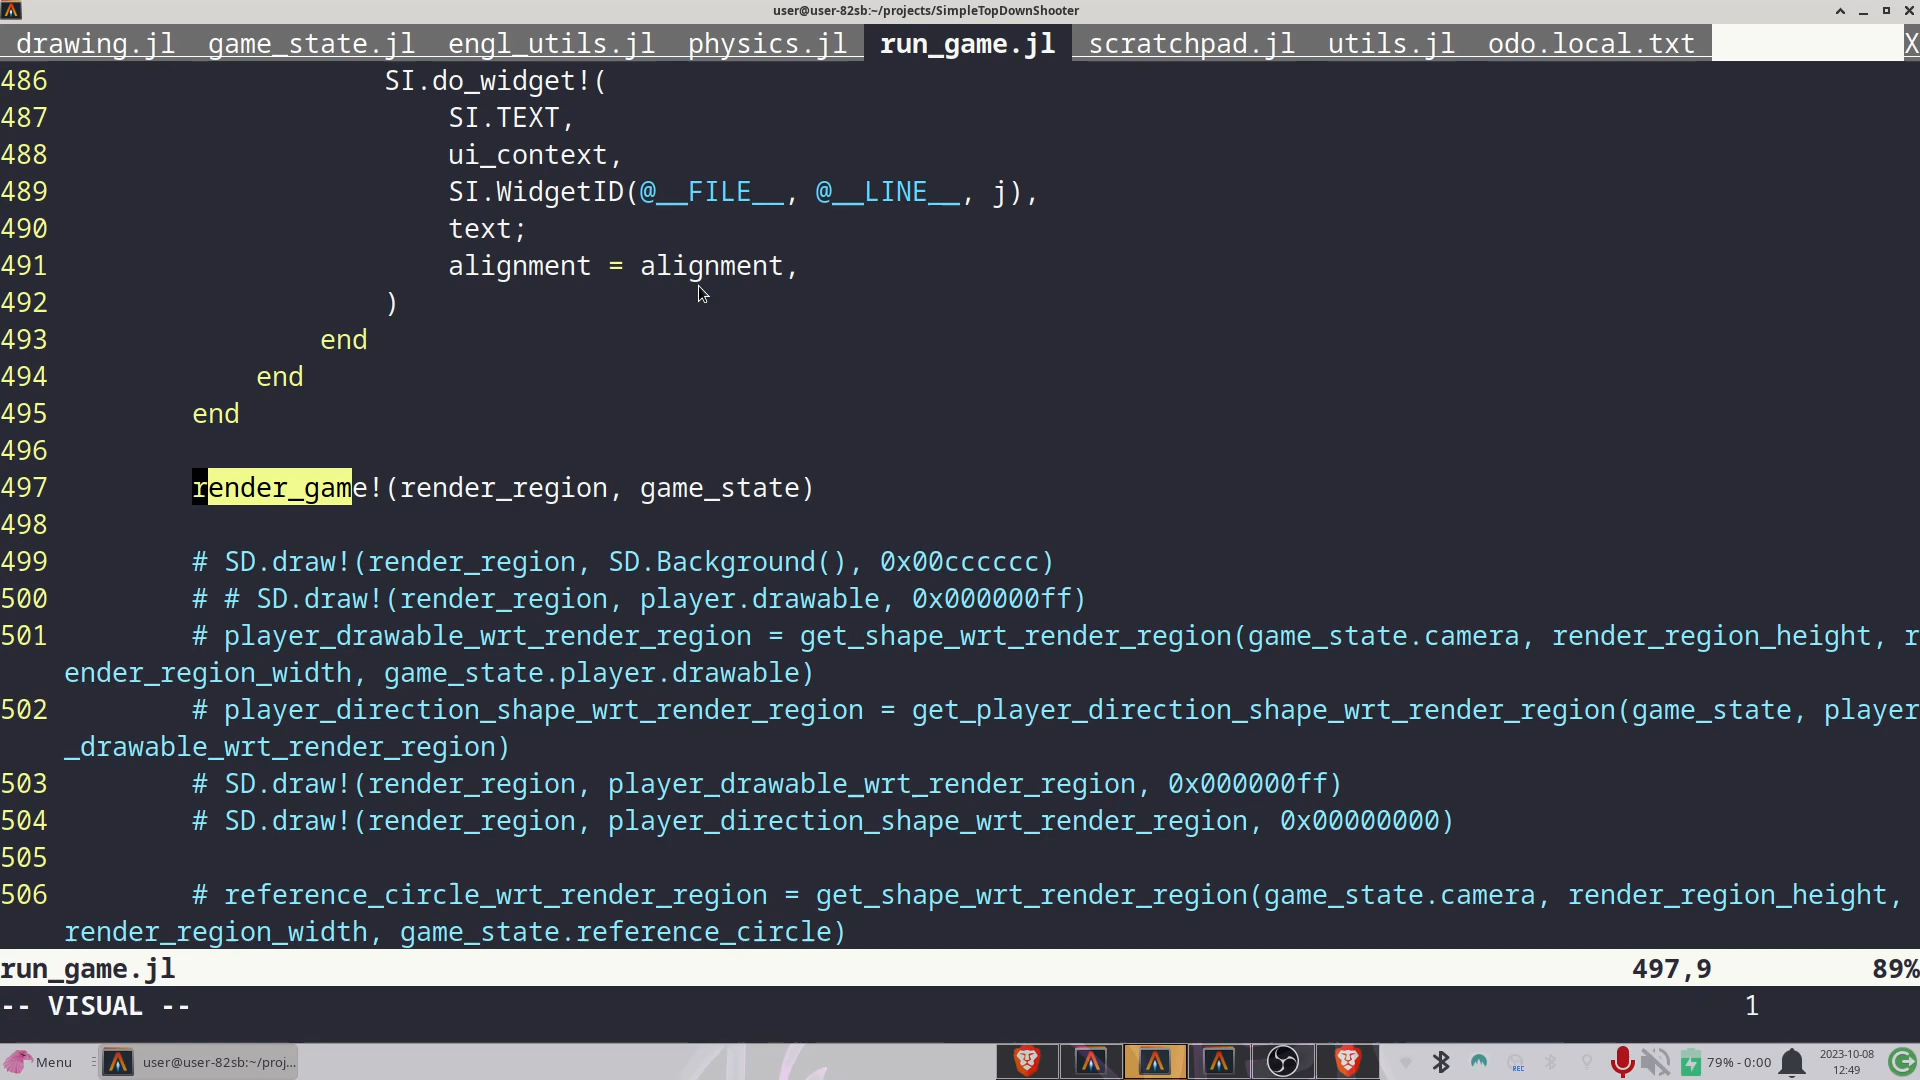 user@user-82sb:~/projects/SimpleTopDownShooter
drawing.jl game_state.jl engl_utils.jl physics.jl run_game.jl scratchpad.jl utils.jl odo.local.txt X
486 SI.do_widget!(
487 SI.TEXT,
488 ui_context,
489 SI.WidgetID(@__FILE__, @__LINE__, j),
490 text;
491 alignment = alignment,
492 )
493 end
494 end
495 end
496
497 render_game!(render_region, game_state)
498
499 # SD.draw!(render_region, SD.Background(), 0x00cccccc)
500 # # SD.draw!(render_region, player.drawable, 0x000000ff)
501 # player_drawable_wrt_render_region = get_shape_wrt_render_region(game_state.camera, render_region_height, r
ender_region_width, game_state.player.drawable)
502 # player_direction_shape_wrt_render_region = get_player_direction_shape_wrt_render_region(game_state, player
_drawable_wrt_render_region)
503 # SD.draw!(render_region, player_drawable_wrt_render_region, 0x000000ff)
504 # SD.draw!(render_region, player_direction_shape_wrt_render_region, 0x00000000)
505
506 # reference_circle_wrt_render_region = get_shape_wrt_render_region(game_state.camera, render_region_height,
render_region_width, game_state.reference_circle)
run_game.jl 497,9 89%
-- VISUAL -- 1
Menu user@user-82sb:~/proj... REC 79% - 0:00 2023-10-08
12:49